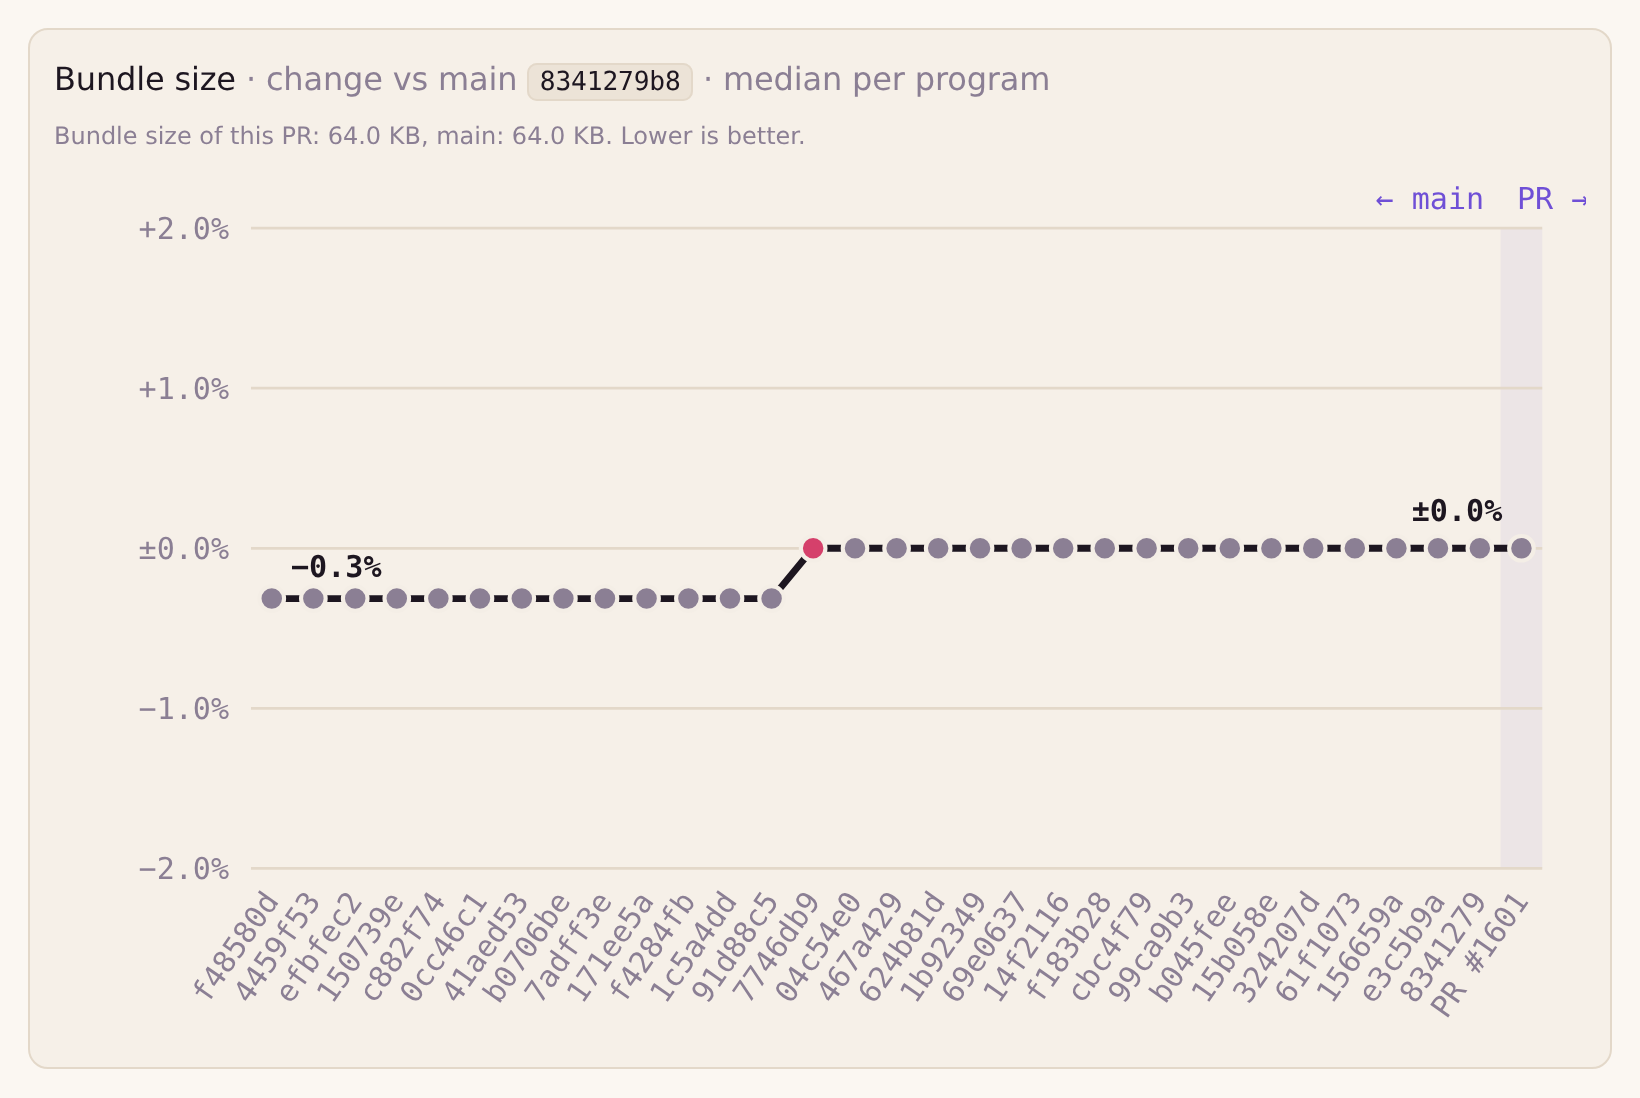 Bundle size · change vs main 8341279b8 · median per program
Bundle size of this PR: 64.0 KB, main: 64.0 KB. Lower is better.
← main PR →
+2.0%
+1.0%
±0.0%
−1.0%
−2.0%
−0.3%
±0.0%
f48580d
4459f53
efbfec2
150739e
c882f74
0cc46c1
41aed53
b0706be
7adff3e
171ee5a
f4284fb
1c5a4dd
91d88c5
7746db9
04c54e0
467a429
624b81d
1b92349
69e0637
14f2116
f183b28
cbc4f79
99ca9b3
b045fee
15b058e
324207d
61f1073
156659a
e3c5b9a
8341279
PR #1601